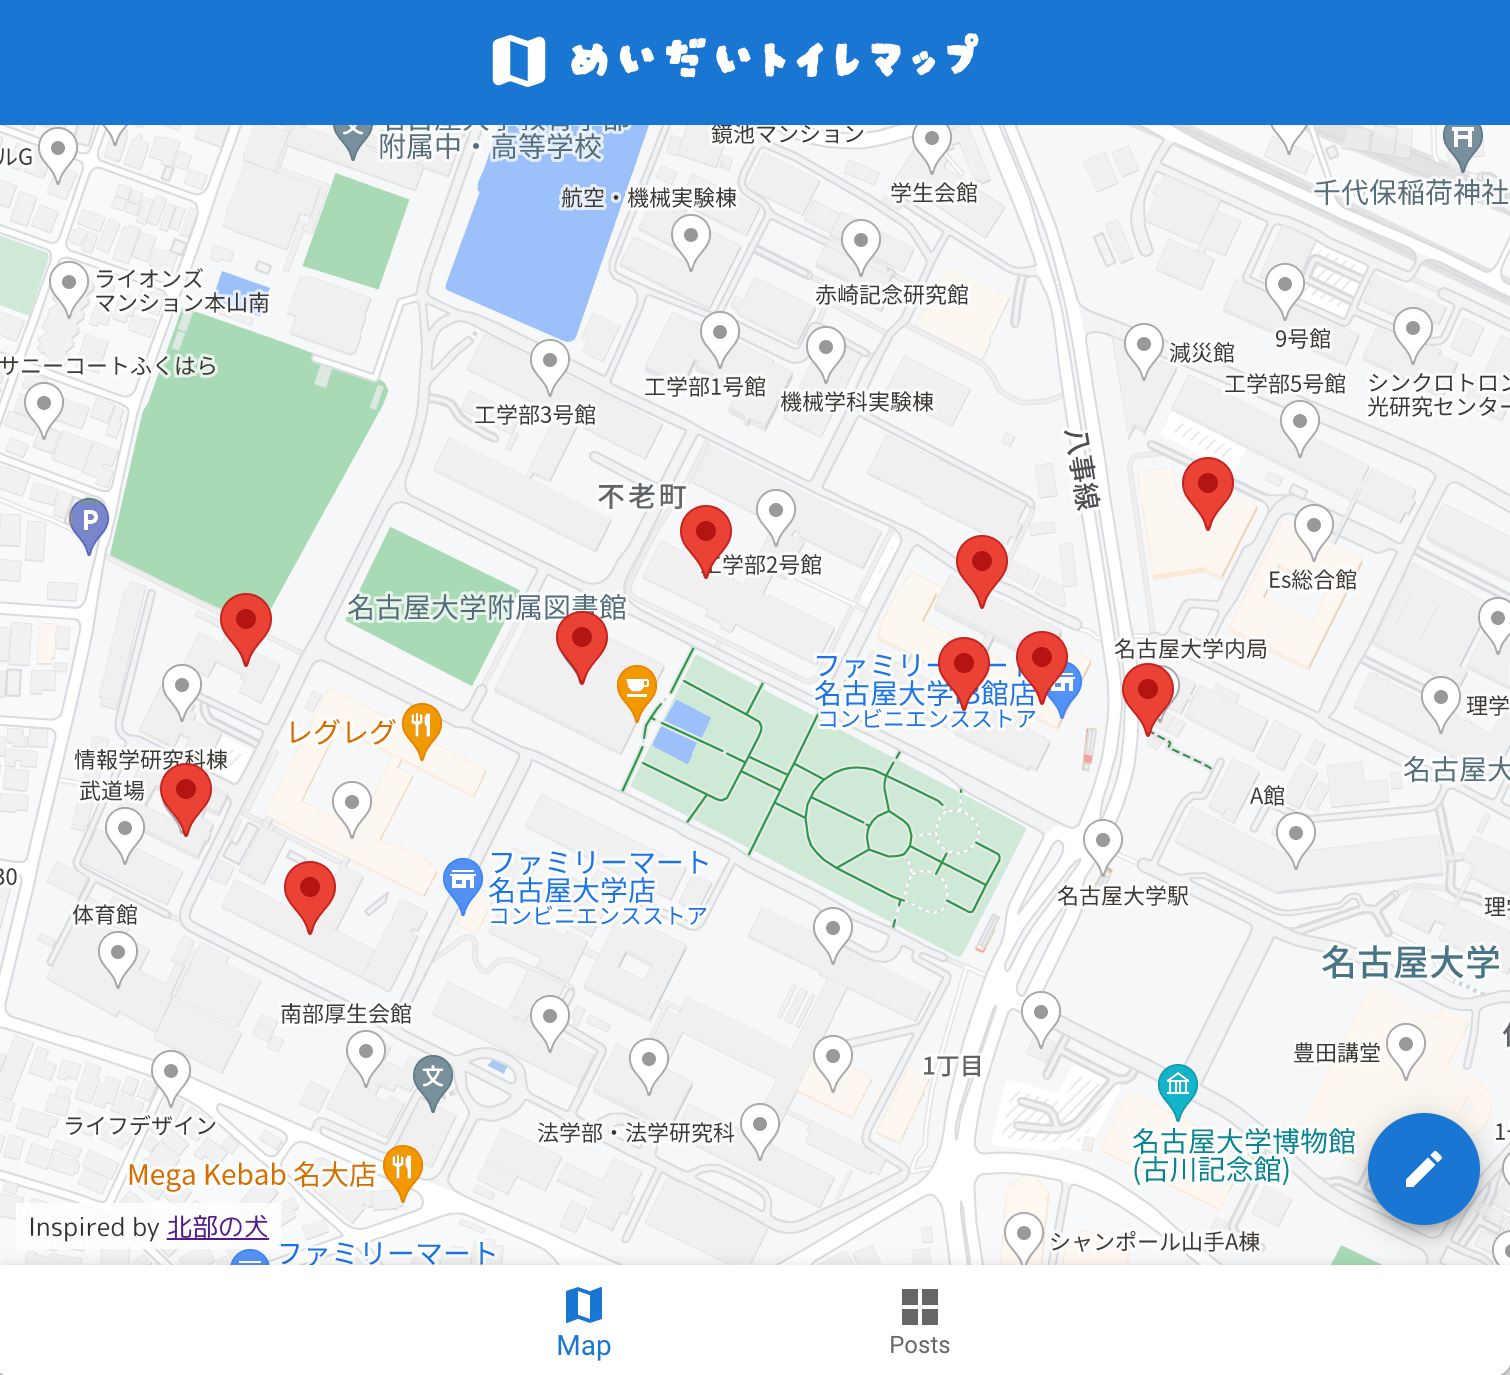 めいだいトイレマップ
附属中・高等学校
鏡池マンション
ルG
学生会館
千代保稲荷神社
航空・機械実験棟
ライオンズ
マンション本山南
赤崎記念研究館
9号館
減災館
サニーコートふくはら
工学部1号館
工学部5号館
シンクロトロン
光研究センター
機械学科実験棟
工学部3号館
八事線
不老町
工学部2号館
Es総合館
名古屋大学附属図書館
名古屋大学内局
ファミリー
名古屋大学IB館店
コンビニエンスストア
理学
レグレグ
情報学研究科棟
武道場
名古屋大
A館
ファミリーマート
名古屋大学店
コンビニエンスストア
30
名古屋大学駅
体育館
理学
名古屋大学
南部厚生会館
豊田講堂
1丁目
文
ライフデザイン
法学部・法学研究科
名古屋大学博物館
(古川記念館)
Mega Kebab 名大店
Inspired by 北部の犬
シャンポール山手A棟
ファミリーマート
P
Map
Posts